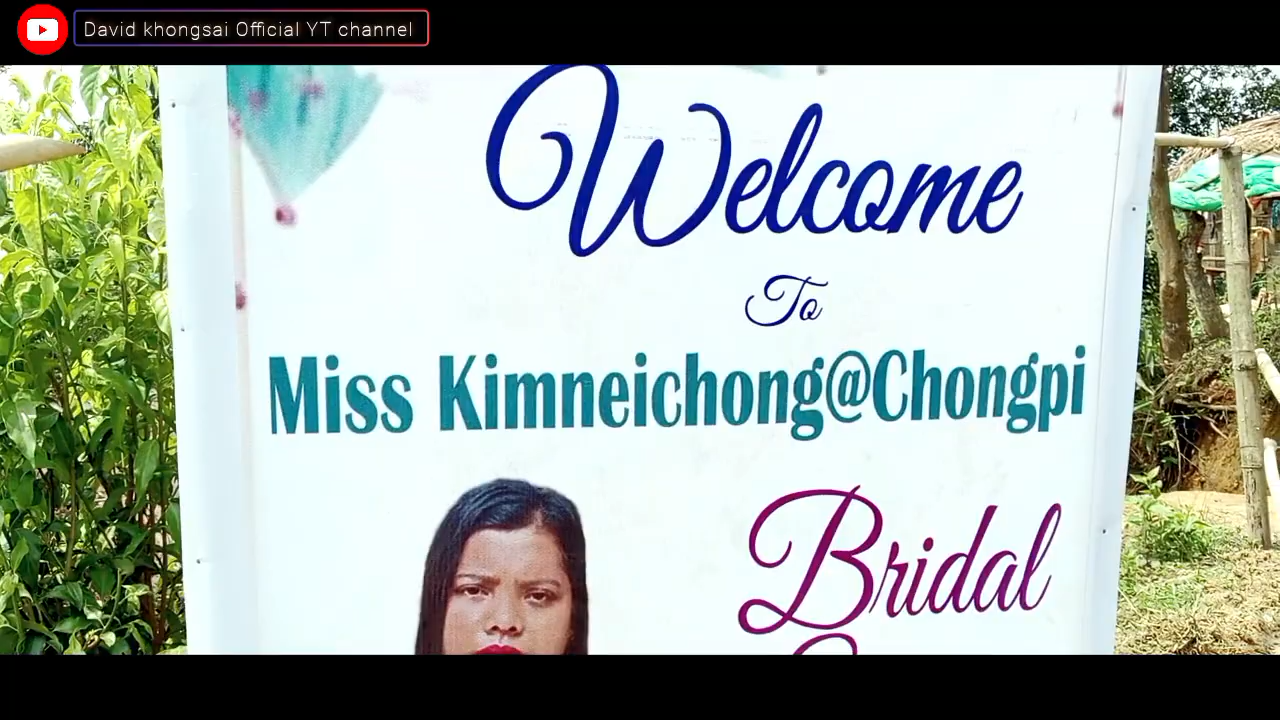 David khongsai Official YT channel
Welcome
To
Miss Kimneichong@Chongpi
Bridal